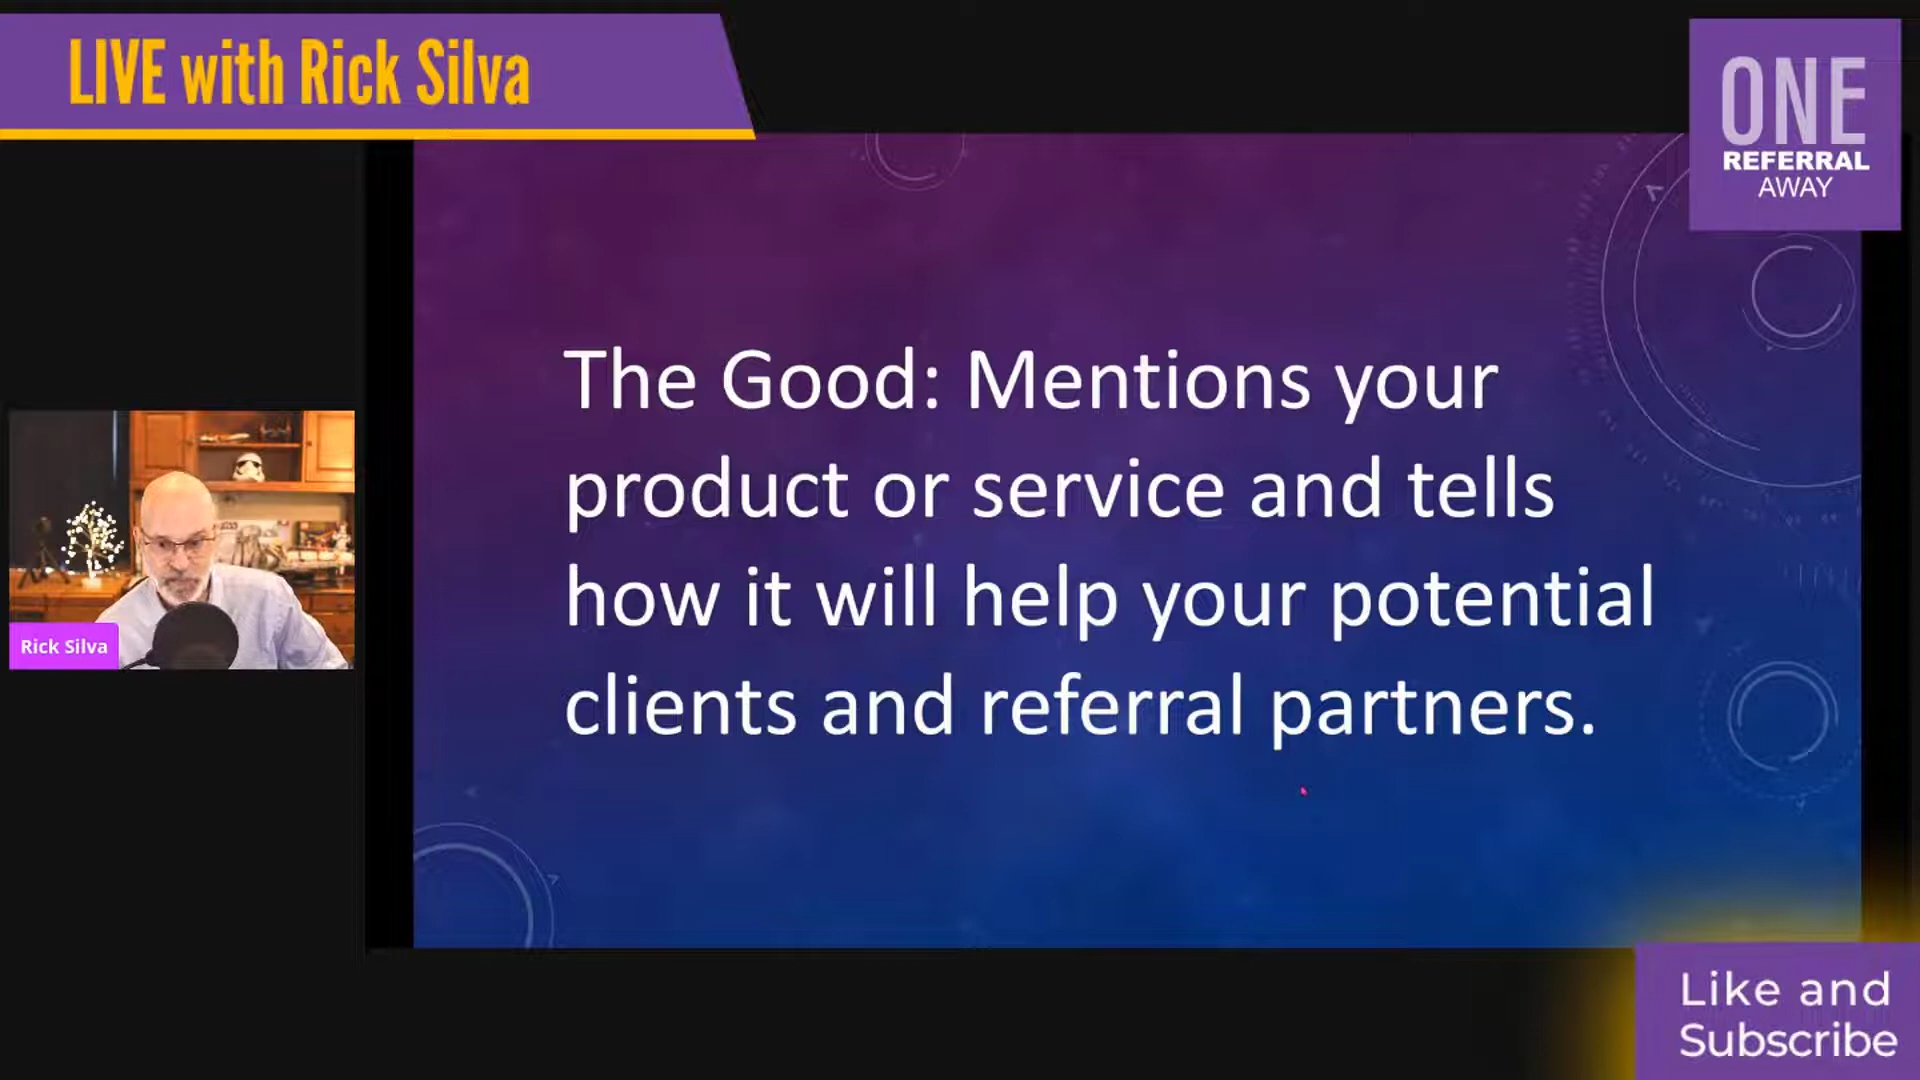 LIVE with Rick Silva
ONE
REFERRAL
AWAY
The Good: Mentions your
product or service and tells
how it will help your potential
clients and referral partners.
Rick Silva
Like and
Subscribe